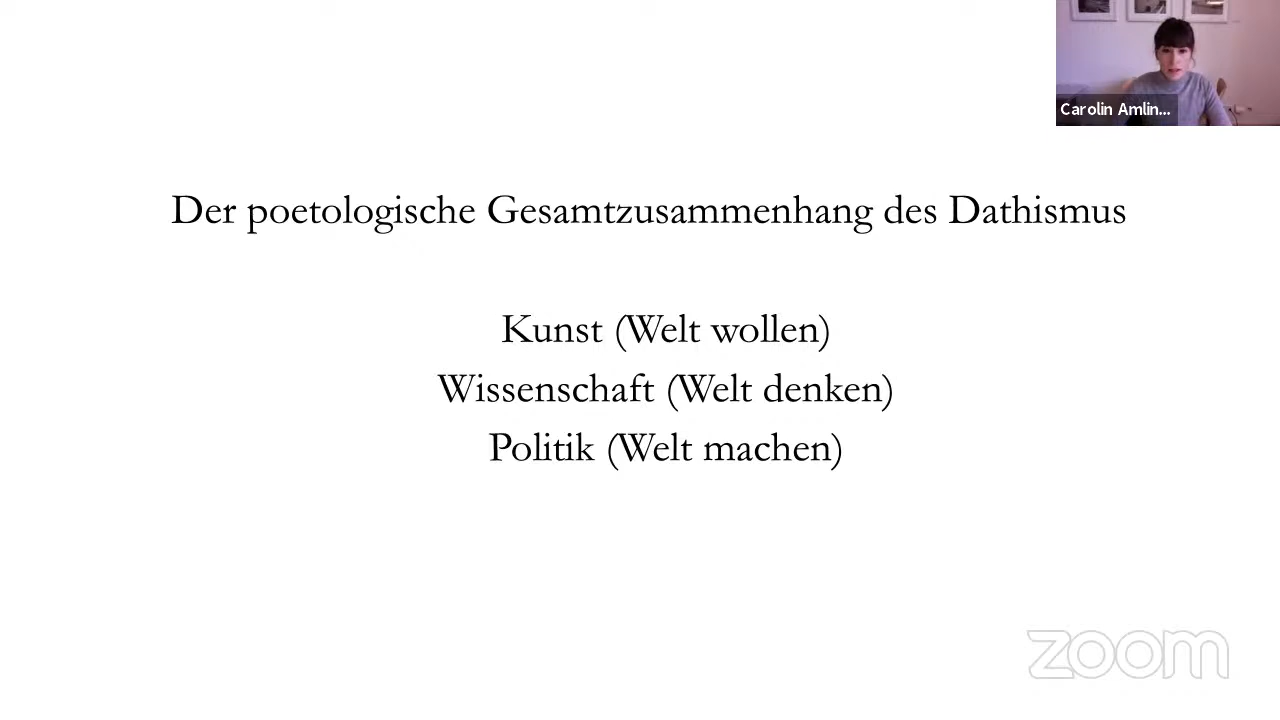 Carolin Amlin...
Der poetologische Gesamtzusammenhang des Dathismus
Kunst (Welt wollen)
Wissenschaft (Welt denken)
Politik (Welt machen)
zoom